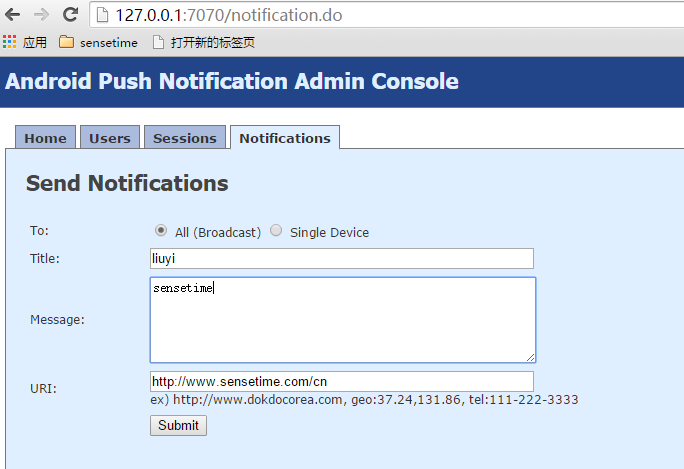 127.0.0.1:7070/notification.do
应用 sensetime 打开新的标签页
Android Push Notification Admin Console
Home Users Sessions Notifications
Send Notifications
To: All (Broadcast) Single Device
Title: liuyi
Message: sensetime
URI: http://www.sensetime.com/cn
ex) http://www.dokdocorea.com, geo:37.24,131.86, tel:111-222-3333
Submit